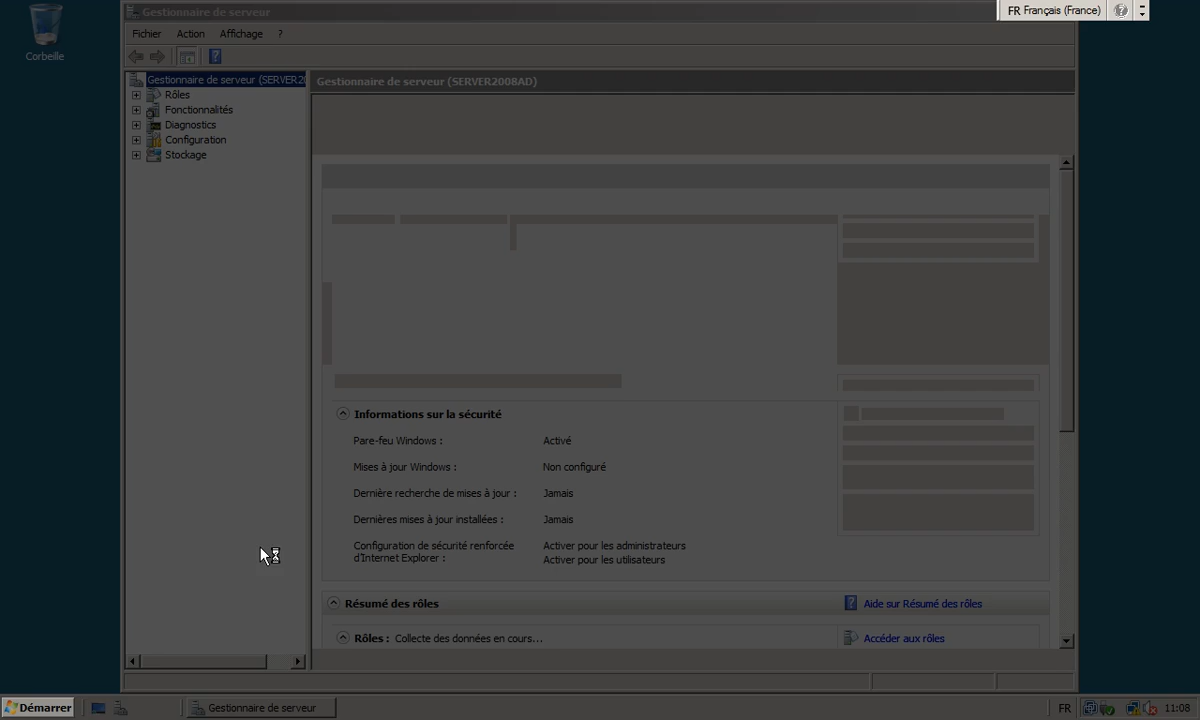 Gestionnaire de serveur
FR Français (France)
Corbeille
Fichier Action Affichage ?
Gestionnaire de serveur (SERVER20
Gestionnaire de serveur (SERVER2008AD)
Rôles
Fonctionnalités
Diagnostics
Configuration
Stockage
Informations sur la sécurité
Pare-feu Windows : Activé
Mises à jour Windows : Non configuré
Dernière recherche de mises à jour : Jamais
Dernières mises à jour installées : Jamais
Configuration de sécurité renforcée Activer pour les administrateurs
d'Internet Explorer : Activer pour les utilisateurs
Résumé des rôles Aide sur Résumé des rôles
Rôles : Collecte des données en cours... Accéder aux rôles
Démarrer Gestionnaire de serveur FR 11:08